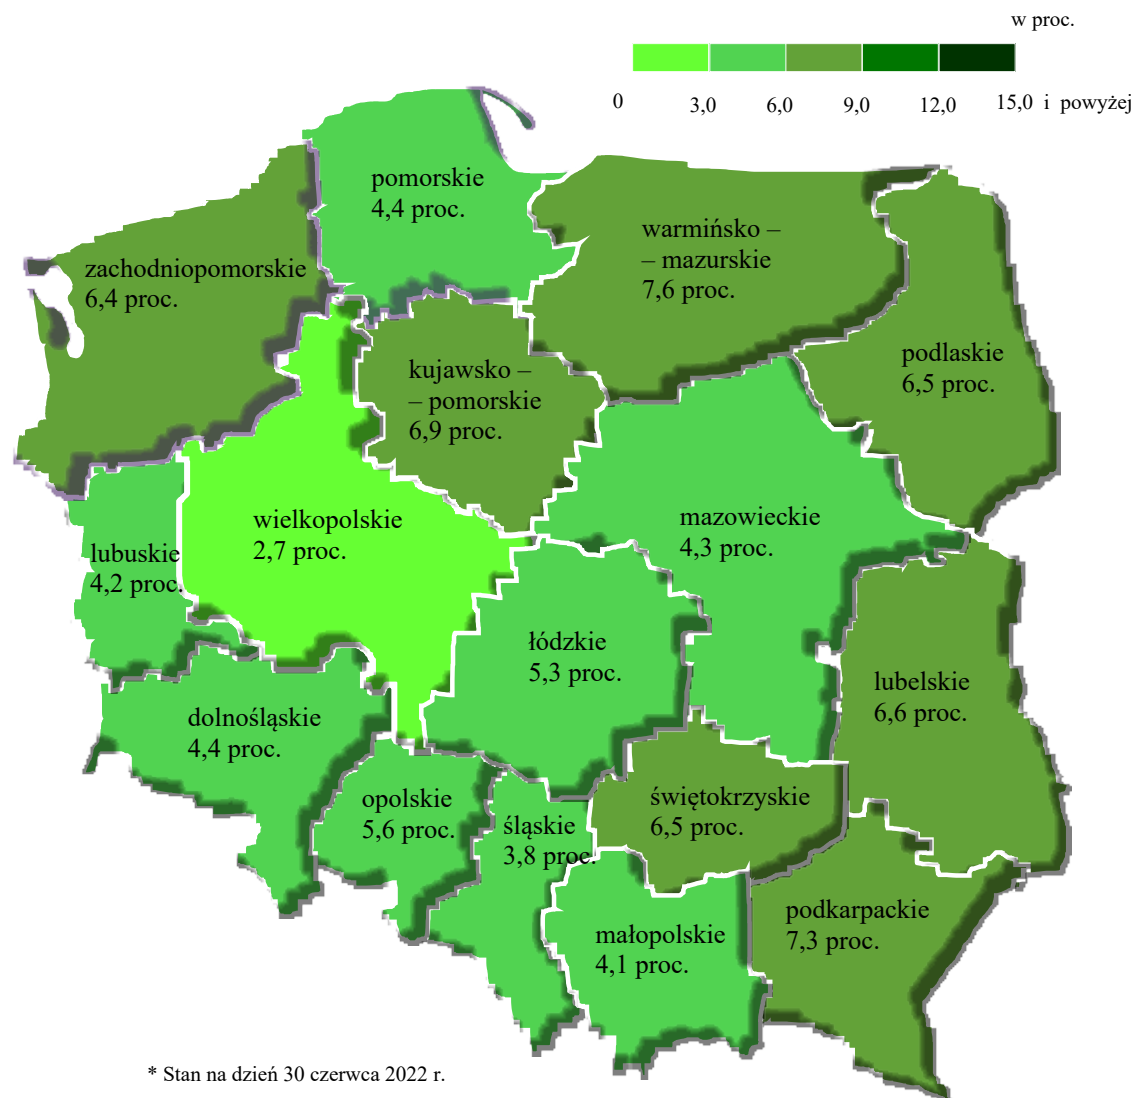 w proc.
0 3,0 6,0 9,0 12,0 15,0 i powyżej
pomorskie
4,4 proc.
warmińsko –
– mazurskie
7,6 proc.
zachodniopomorskie
6,4 proc.
podlaskie
6,5 proc.
kujawsko –
– pomorskie
6,9 proc.
wielkopolskie
2,7 proc.
mazowieckie
4,3 proc.
lubuskie
4,2 proc.
łódzkie
5,3 proc.
lubelskie
6,6 proc.
dolnośląskie
4,4 proc.
opolskie
5,6 proc.
śląskie
3,8 proc.
świętokrzyskie
6,5 proc.
podkarpackie
7,3 proc.
małopolskie
4,1 proc.
* Stan na dzień 30 czerwca 2022 r.